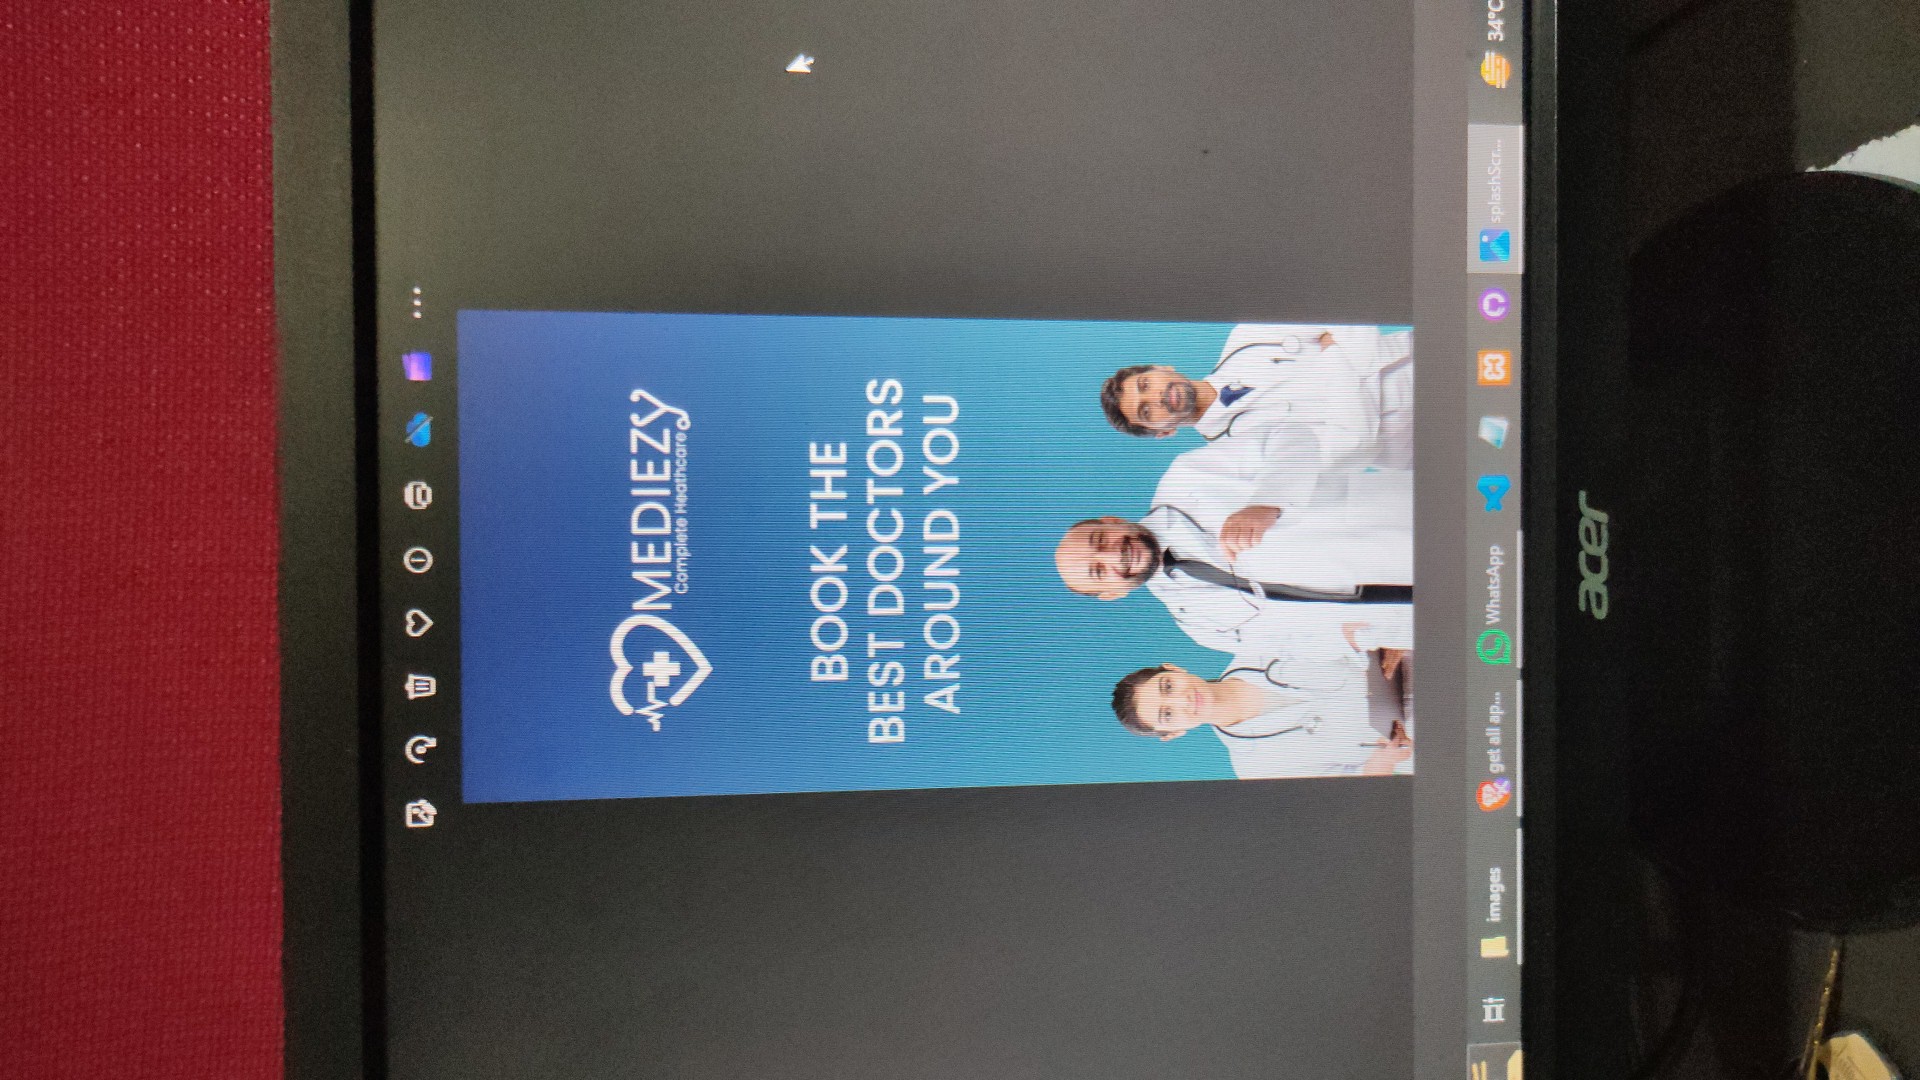 MEDIEZy
Complete Heathcare
BOOK THE
BEST DOCTORS
AROUND YOU
images
get all ap...
WhatsApp
splashScr...
34°C
acer